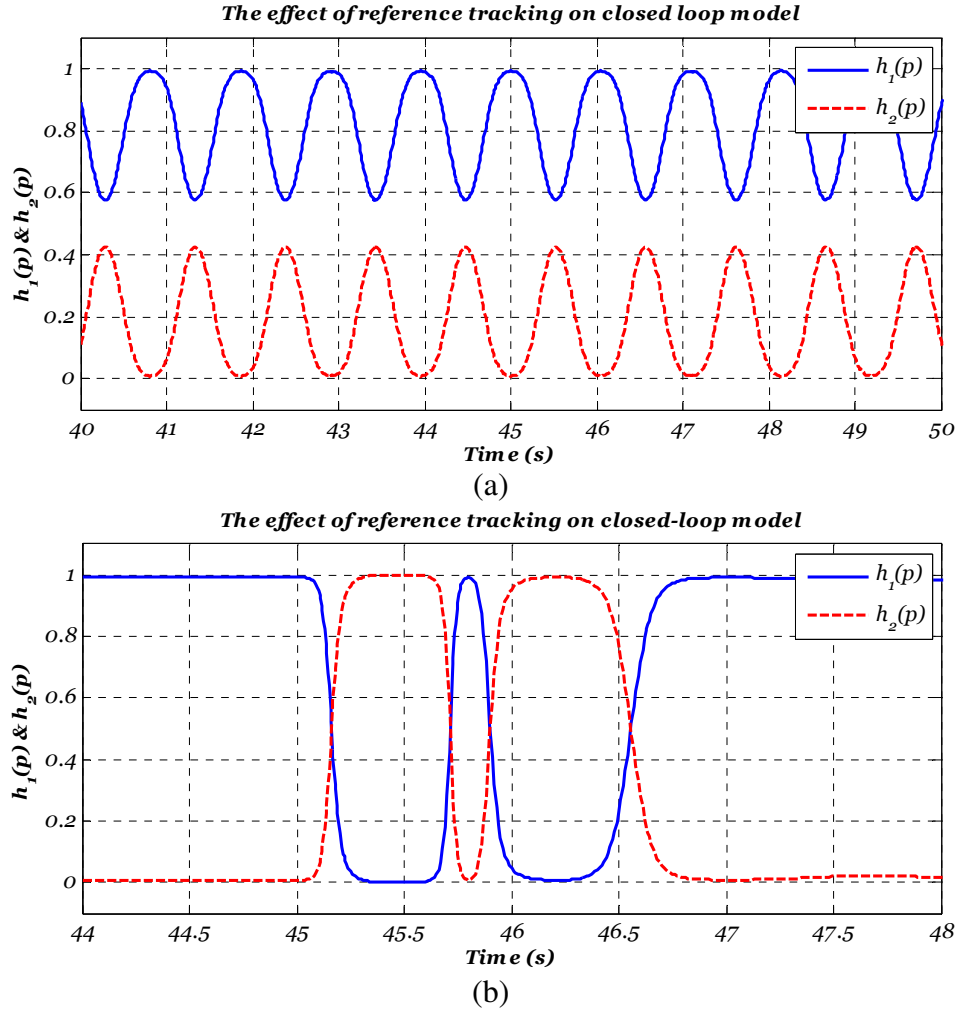 The effect of reference tracking on closed loop model
h1(p) & h2(p)
1
0.8
0.6
0.4
0.2
0
h1(p)
h2(p)
40 41 42 43 44 45 46 47 48 49 50
Time (s)
(a)
The effect of reference tracking on closed-loop model
h1(p) & h2(p)
1
0.8
0.6
0.4
0.2
0
h1(p)
h2(p)
44 44.5 45 45.5 46 46.5 47 47.5 48
Time (s)
(b)